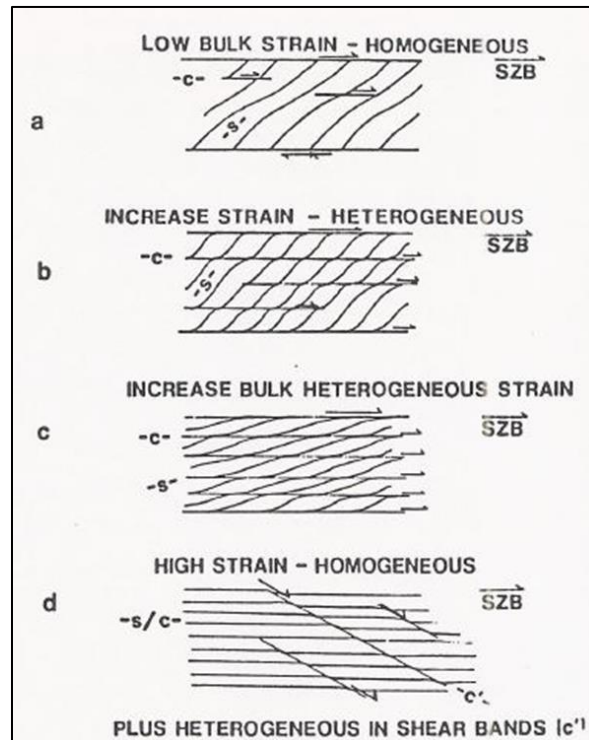 LOW BULK STRAIN - HOMOGENEOUS
SZB
-c-
a
-s-
INCREASE STRAIN - HETEROGENEOUS
SZB
-c-
b
-s-
INCREASE BULK HETEROGENEOUS STRAIN
SZB
-c-
c
-s-
HIGH STRAIN - HOMOGENEOUS
SZB
d
-s/c-
-c'-
PLUS HETEROGENEOUS IN SHEAR BANDS (c')